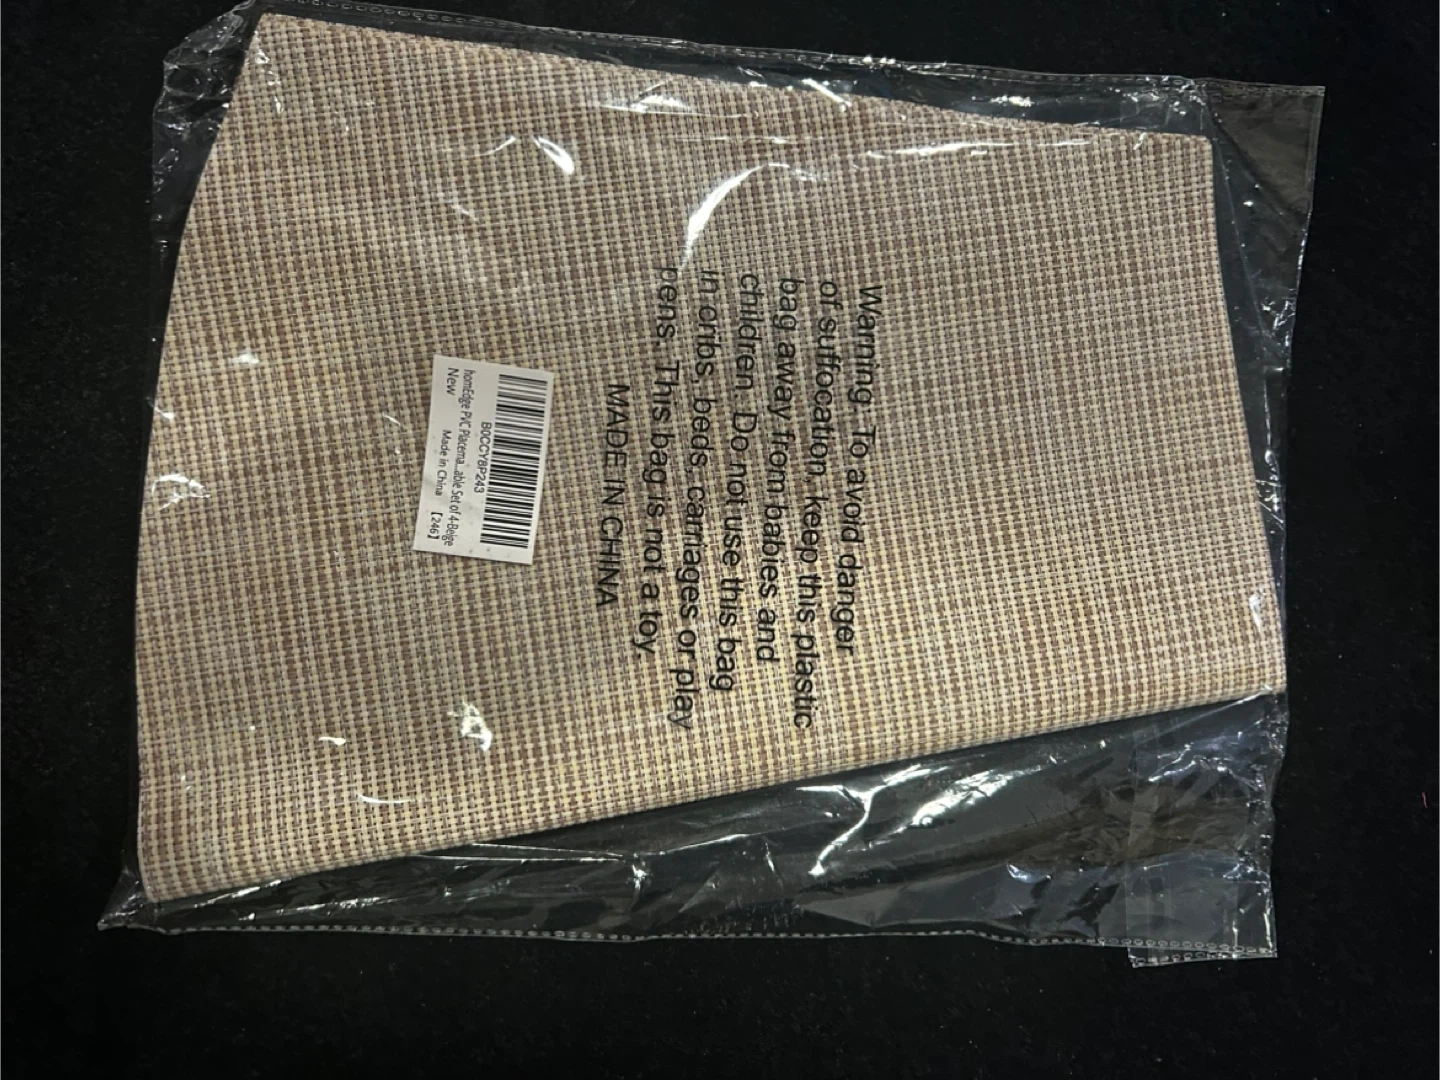 Warning: To avoid danger
of suffocation, keep this plastic
bag away from babies and
children. Do not use this bag
in cribs, beds, carriages or play
pens. This bag is not a toy.
MADE IN CHINA
B0CCY8P243
homEdge PVC Placema...able Set of 4-Beige
New
Made in China
【246】